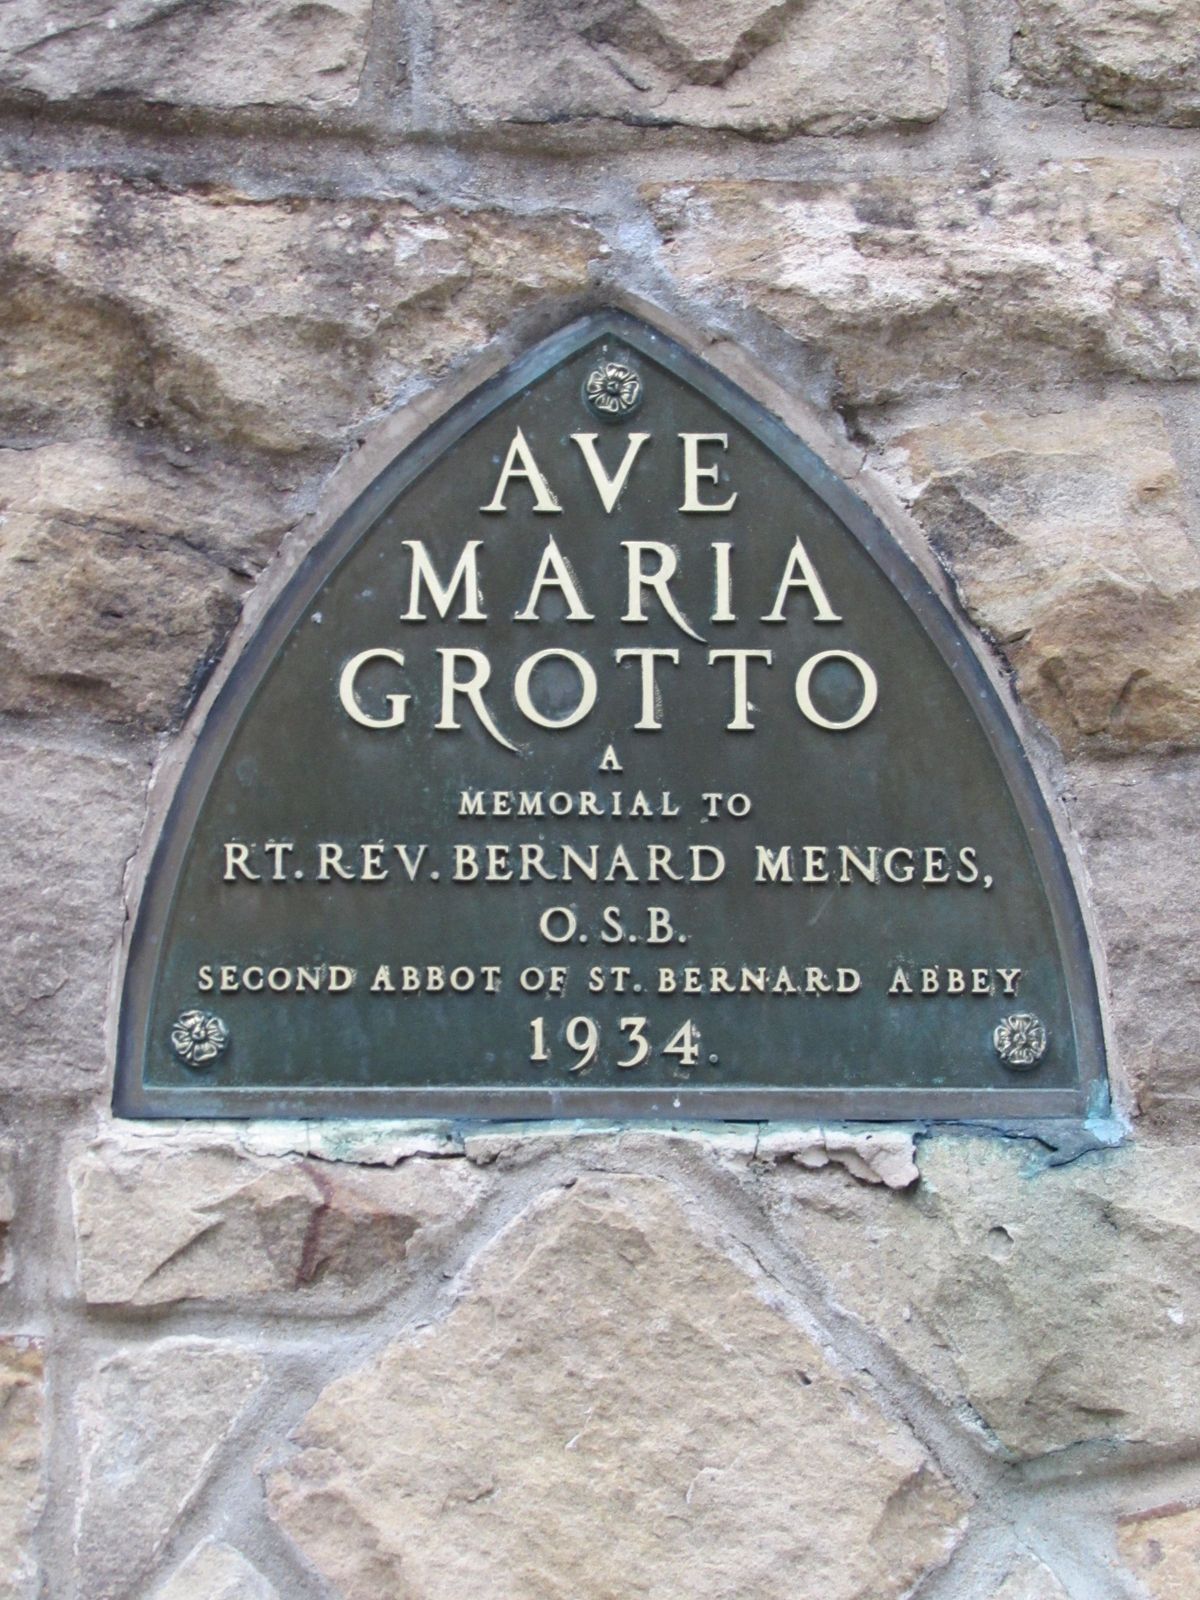 AVE
MARIA
GROTTO
A
MEMORIAL TO
RT. REV. BERNARD MENGES,
O.S.B.
SECOND ABBOT OF ST. BERNARD ABBEY
1934.